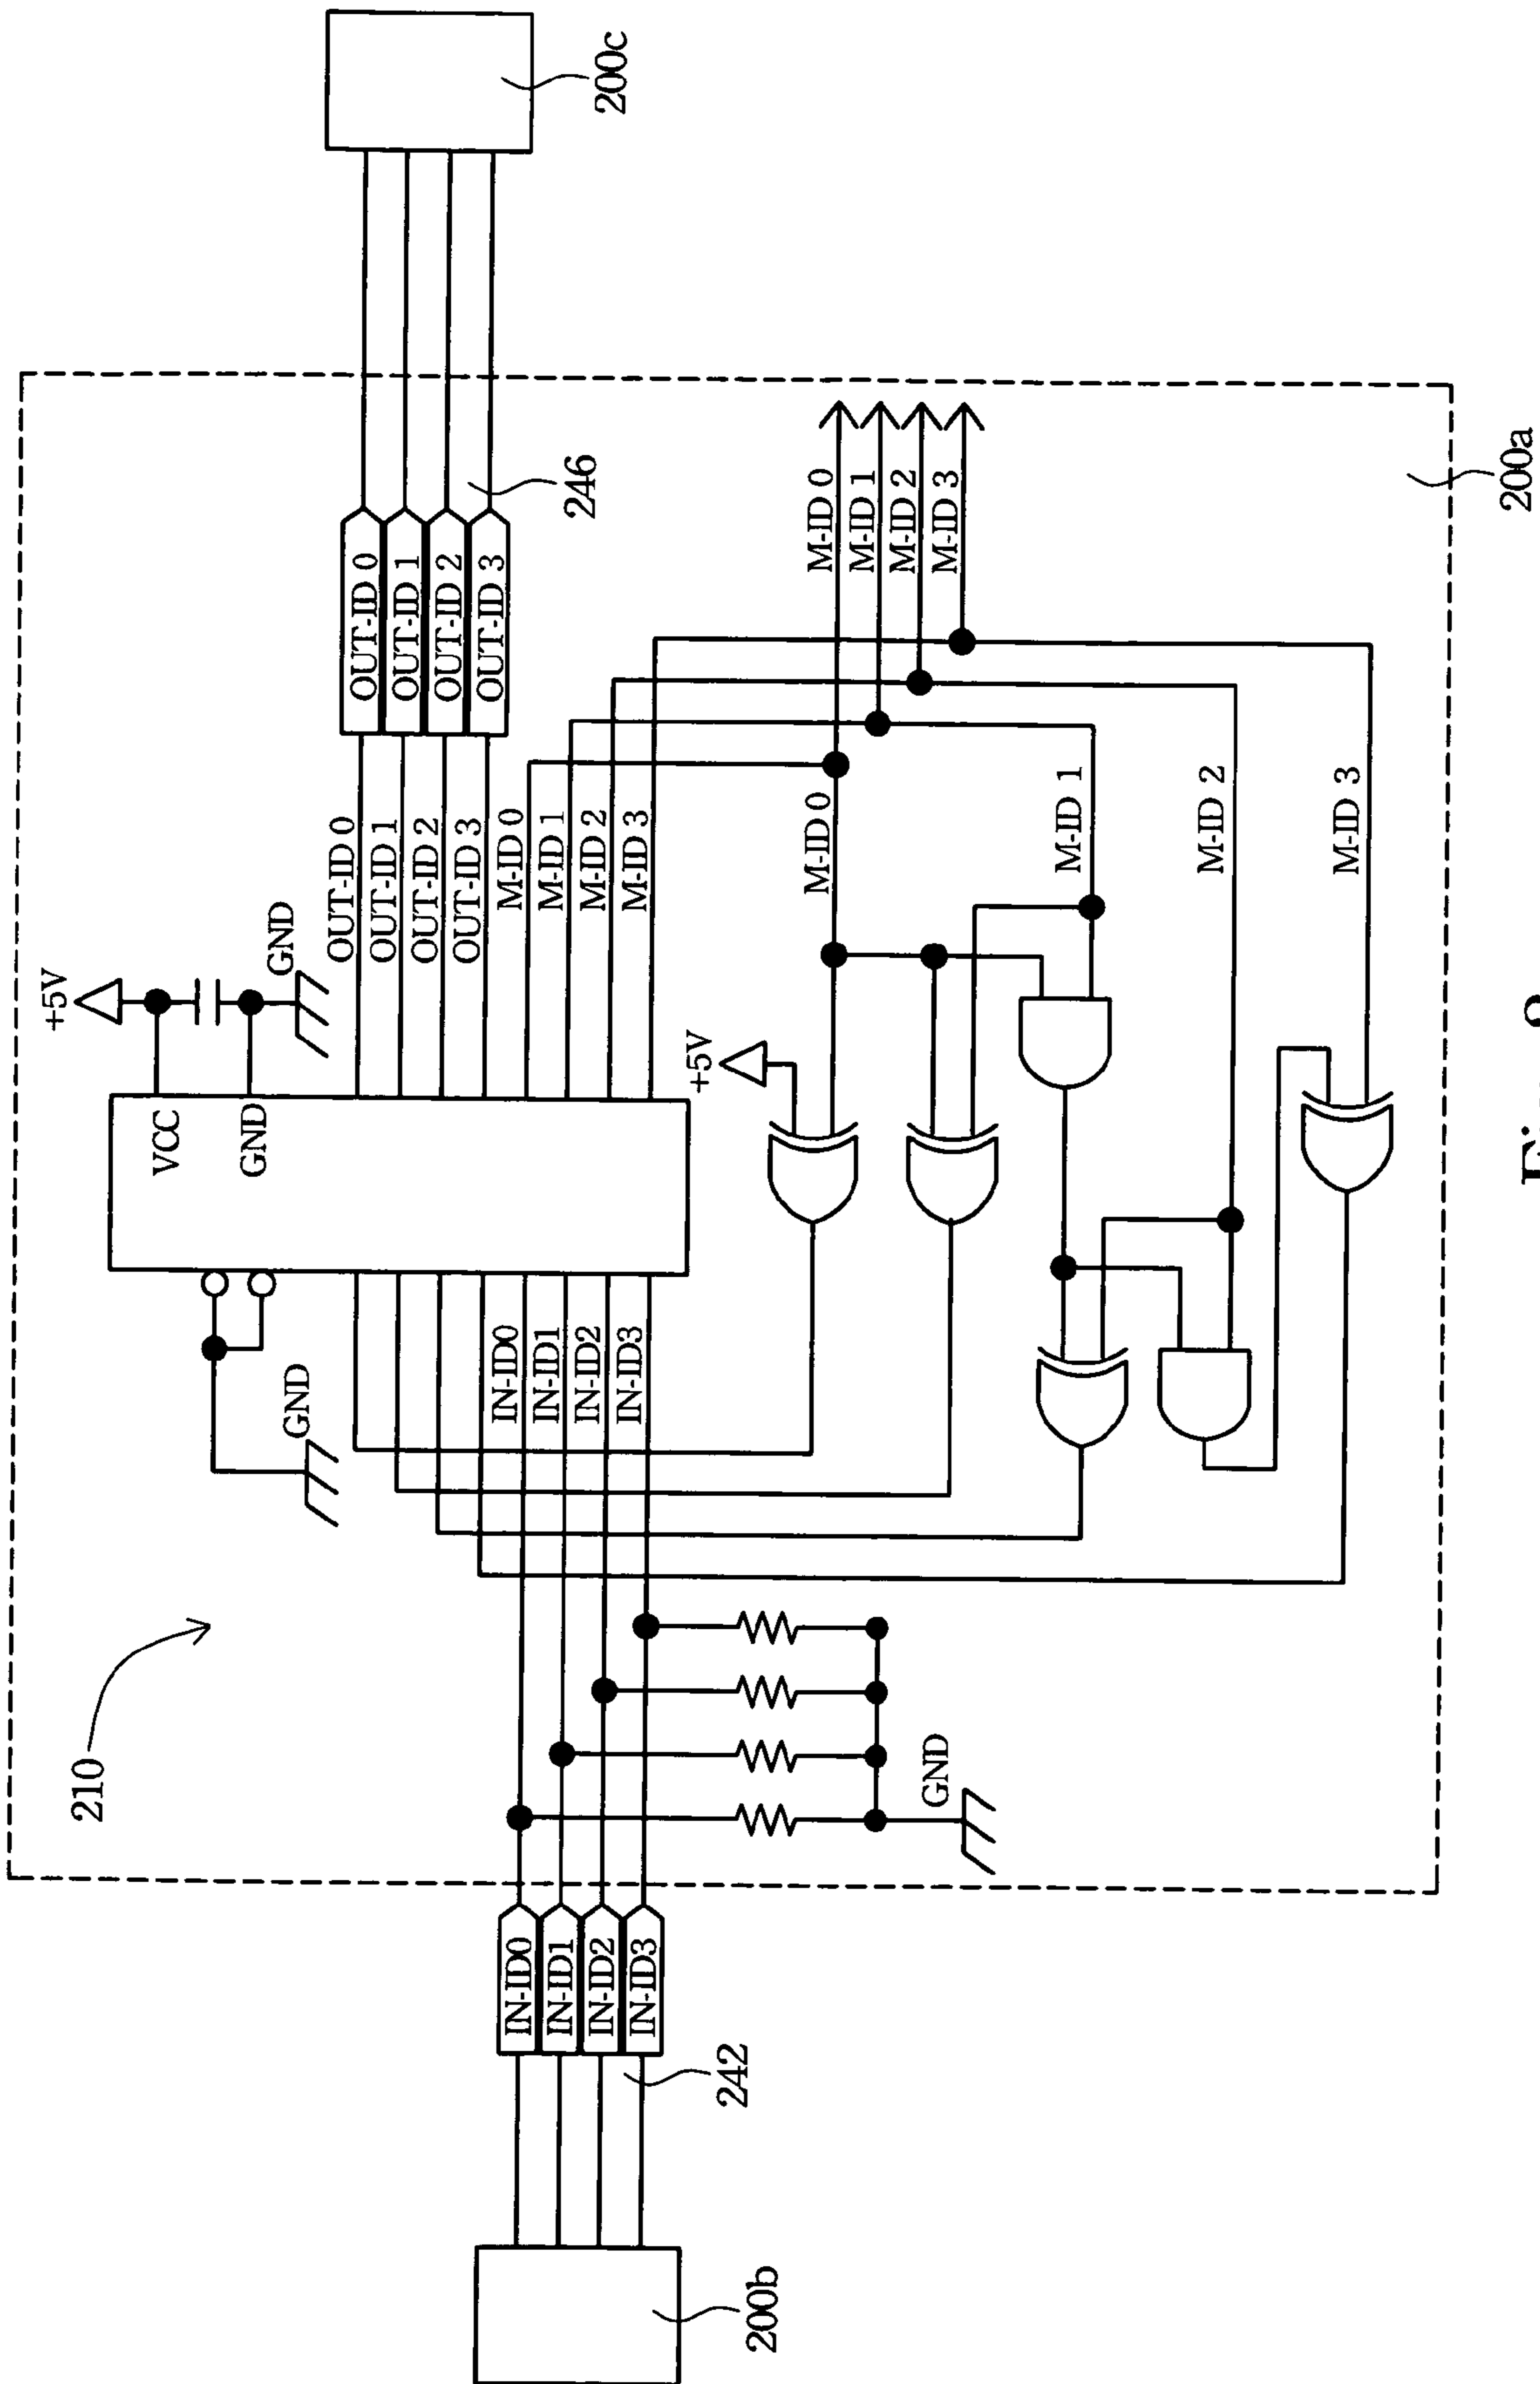 210
+5V
VCC
GND
GND
GND
OUT-ID 0
OUT-ID 1
OUT-ID 2
OUT-ID 3
M-ID 0
M-ID 1
M-ID 2
M-ID 3
OUT-ID 0
OUT-ID 1
OUT-ID 2
OUT-ID 3
246
200c
IN-ID0
IN-ID1
IN-ID2
IN-ID3
IN-ID0
IN-ID1
IN-ID2
IN-ID3
242
200b
GND
+5V
M-ID 0
M-ID 1
M-ID 2
M-ID 3
M-ID 0
M-ID 1
M-ID 2
M-ID 3
200a